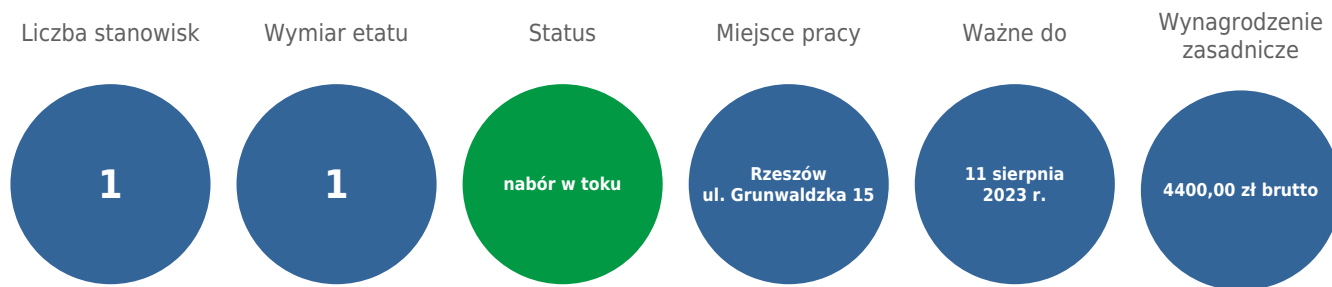 Liczba stanowisk
1
Wymiar etatu
1
Status
nabór w toku
Miejsce pracy
Rzeszów
ul. Grunwaldzka 15
Ważne do
11 sierpnia
2023 r.
Wynagrodzenie
zasadnicze
4400,00 zł brutto